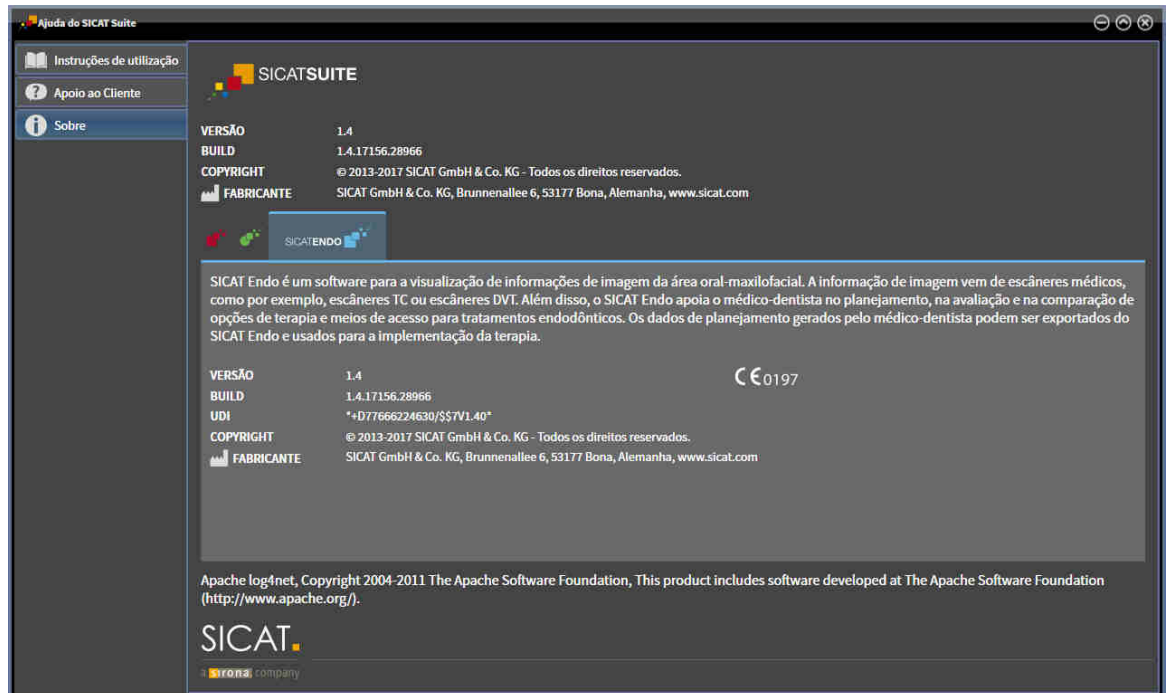 Ajuda do SICAT Suite
Instruções de utilização
Apoio ao Cliente
Sobre
SICATSUITE
VERSÃO 1.4
BUILD 1.4.17156.28966
COPYRIGHT © 2013-2017 SICAT GmbH & Co. KG - Todos os direitos reservados.
FABRICANTE SICAT GmbH & Co. KG, Brunnenallee 6, 53177 Bona, Alemanha, www.sicat.com
SICATENDO
SICAT Endo é um software para a visualização de informações de imagem da área oral-maxilofacial. A informação de imagem vem de escâneres médicos,
como por exemplo, escâneres TC ou escâneres DVT. Além disso, o SICAT Endo apoia o médico-dentista no planejamento, na avaliação e na comparação de
opções de terapia e meios de acesso para tratamentos endodônticos. Os dados de planejamento gerados pelo médico-dentista podem ser exportados do
SICAT Endo e usados para a implementação da terapia.
VERSÃO 1.4
CE0197
BUILD 1.4.17156.28966
UDI *+D77666224630/$$7V1.40*
COPYRIGHT © 2013-2017 SICAT GmbH & Co. KG - Todos os direitos reservados.
FABRICANTE SICAT GmbH & Co. KG, Brunnenallee 6, 53177 Bona, Alemanha, www.sicat.com
Apache log4net, Copyright 2004-2011 The Apache Software Foundation, This product includes software developed at The Apache Software Foundation
(http://www.apache.org/).
SICAT.
a sirona company